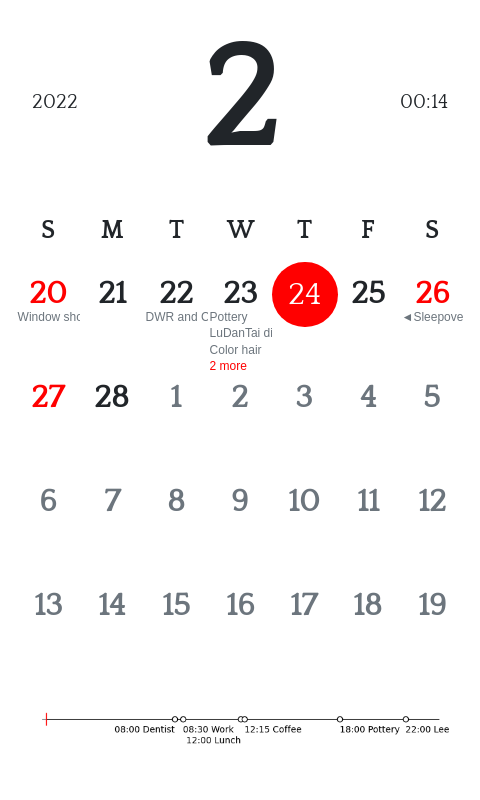 2
2022 00:14
S M T W T F S
20 21 22 23 24 25 26
Window sho DWR and C Pottery ◄Sleepove
LuDanTai di
Color hair
2 more
27 28 1 2 3 4 5
6 7 8 9 10 11 12
13 14 15 16 17 18 19
08:00 Dentist 08:30 Work 12:15 Coffee 18:00 Pottery 22:00 Lee
12:00 Lunch